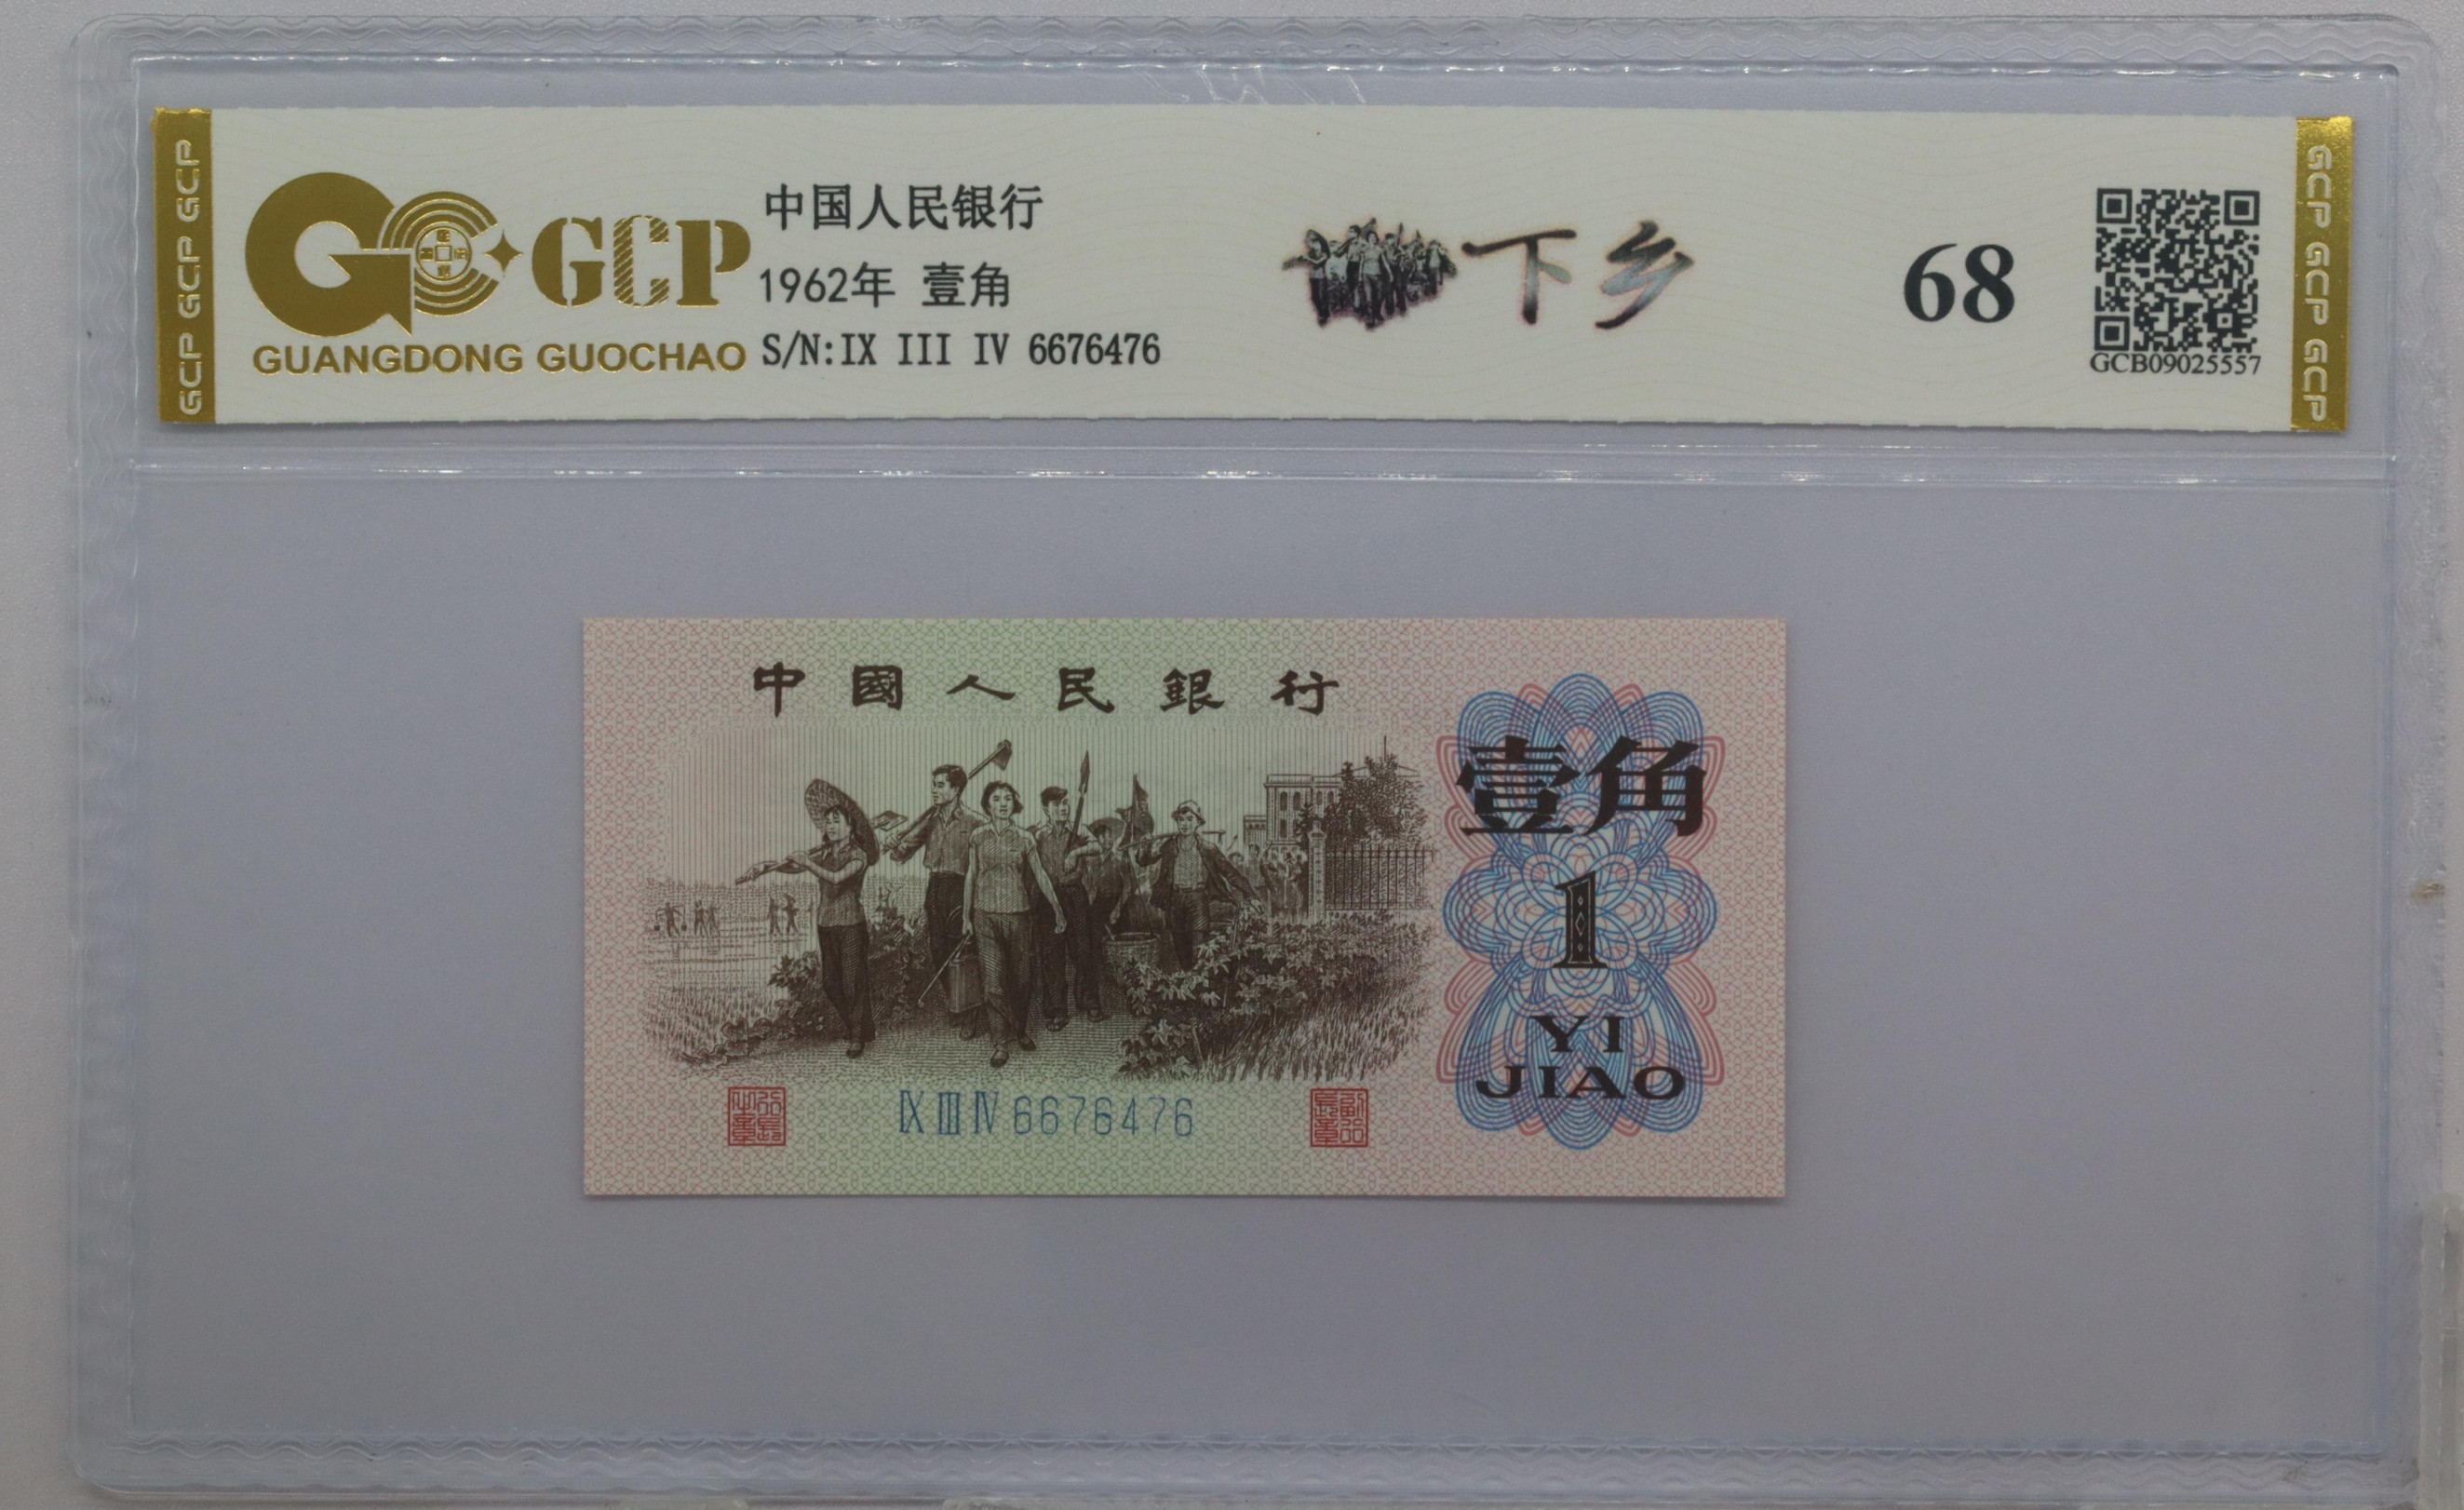 GCP GCP GCP GCP
GCP
GUANGDONG GUOCHAO
中国人民银行
1962年 壹角
S/N:IX III IV 6676476
下乡
68
GCB09025557
GCP GCP GCP GCP
中國人民銀行
壹角
1
YI
JIAO
IX III IV 6676476